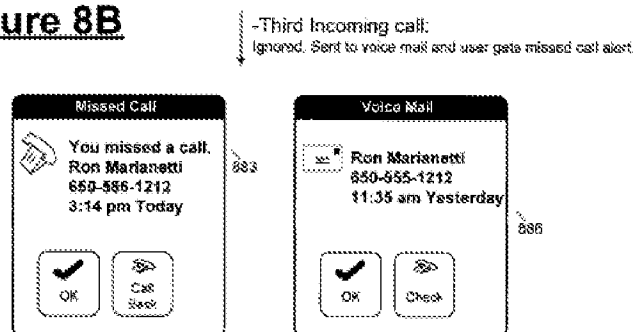 ure 8B
-Third Incoming call:
Ignored. Sent to voice mail and user gets missed call alert.
Missed Call
You missed a call.
Ron Marianetti
650-556-1212
3:14 pm Today
OK
Call
Back
883
Voice Mail
Ron Marianetti
650-555-1212
11:35 am Yesterday
OK
Check
886